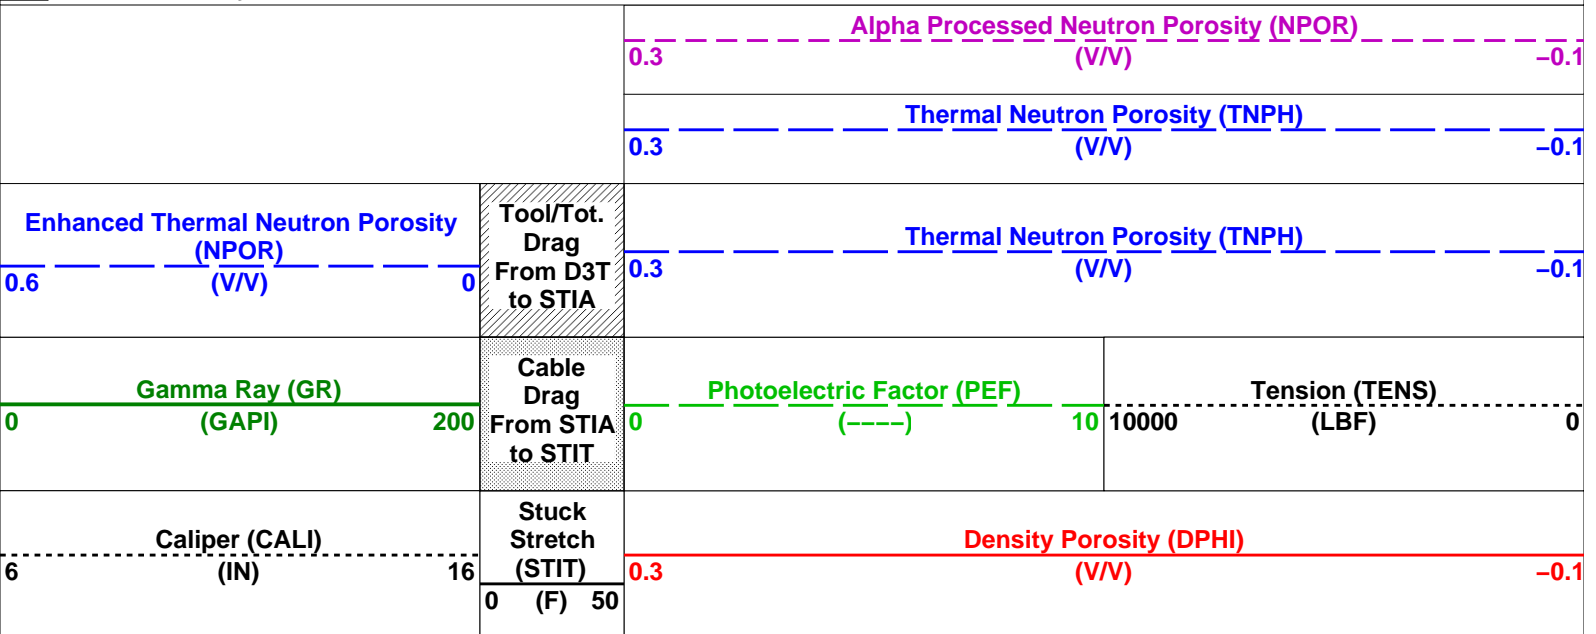 Alpha Processed Neutron Porosity (NPOR)
0.3 (V/V) −0.1
Thermal Neutron Porosity (TNPH)
0.3 (V/V) −0.1
Enhanced Thermal Neutron Porosity
(NPOR)
0.6 (V/V) 0
Tool/Tot.
Drag
From D3T
to STIA
Thermal Neutron Porosity (TNPH)
0.3 (V/V) −0.1
Gamma Ray (GR)
0 (GAPI) 200
Cable
Drag
From STIA
to STIT
Photoelectric Factor (PEF)
0 (−−−−) 10
Tension (TENS)
10000 (LBF) 0
Caliper (CALI)
6 (IN) 16
Stuck
Stretch
(STIT)
0 (F) 50
Density Porosity (DPHI)
0.3 (V/V) −0.1